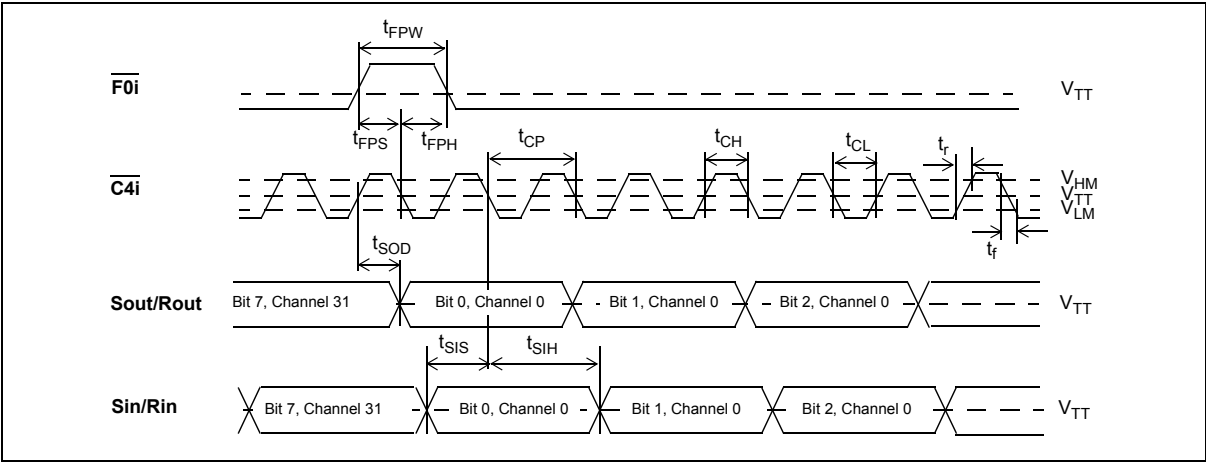 tFPW
F0i
VTT
tFPS
tFPH
tCP
tCH
tCL
tr
C4i
VHM
VTT
VLM
tf
tSOD
Sout/Rout
Bit 7, Channel 31
Bit 0, Channel 0
Bit 1, Channel 0
Bit 2, Channel 0
VTT
tSIS
tSIH
Sin/Rin
Bit 7, Channel 31
Bit 0, Channel 0
Bit 1, Channel 0
Bit 2, Channel 0
VTT